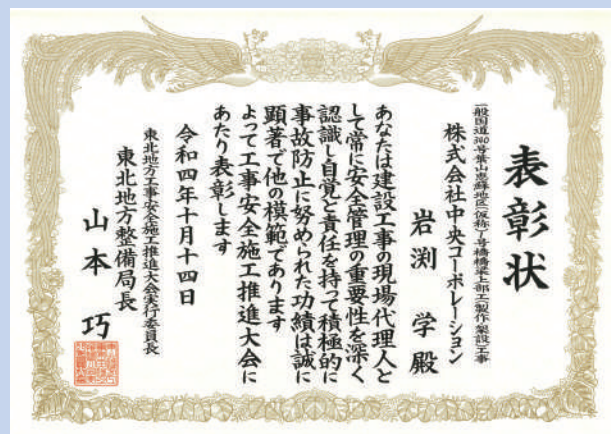 表彰状
一般国道340号葉山恵蘇地区(仮称)1号橋橋梁上部工(製作架設)工事
株式会社中央コーポレーション
岩渕 学殿
あなたは建設工事の現場代理人と
して常に安全管理の重要性を深く
認識し自覚と責任を持って積極的に
事故防止に努められた功績は誠に
顕著で他の模範であります
よって工事安全施工推進大会に
あたり表彰します
令和四年十月十四日
東北地方工事安全施工推進大会実行委員長
東北地方整備局長
山本 巧